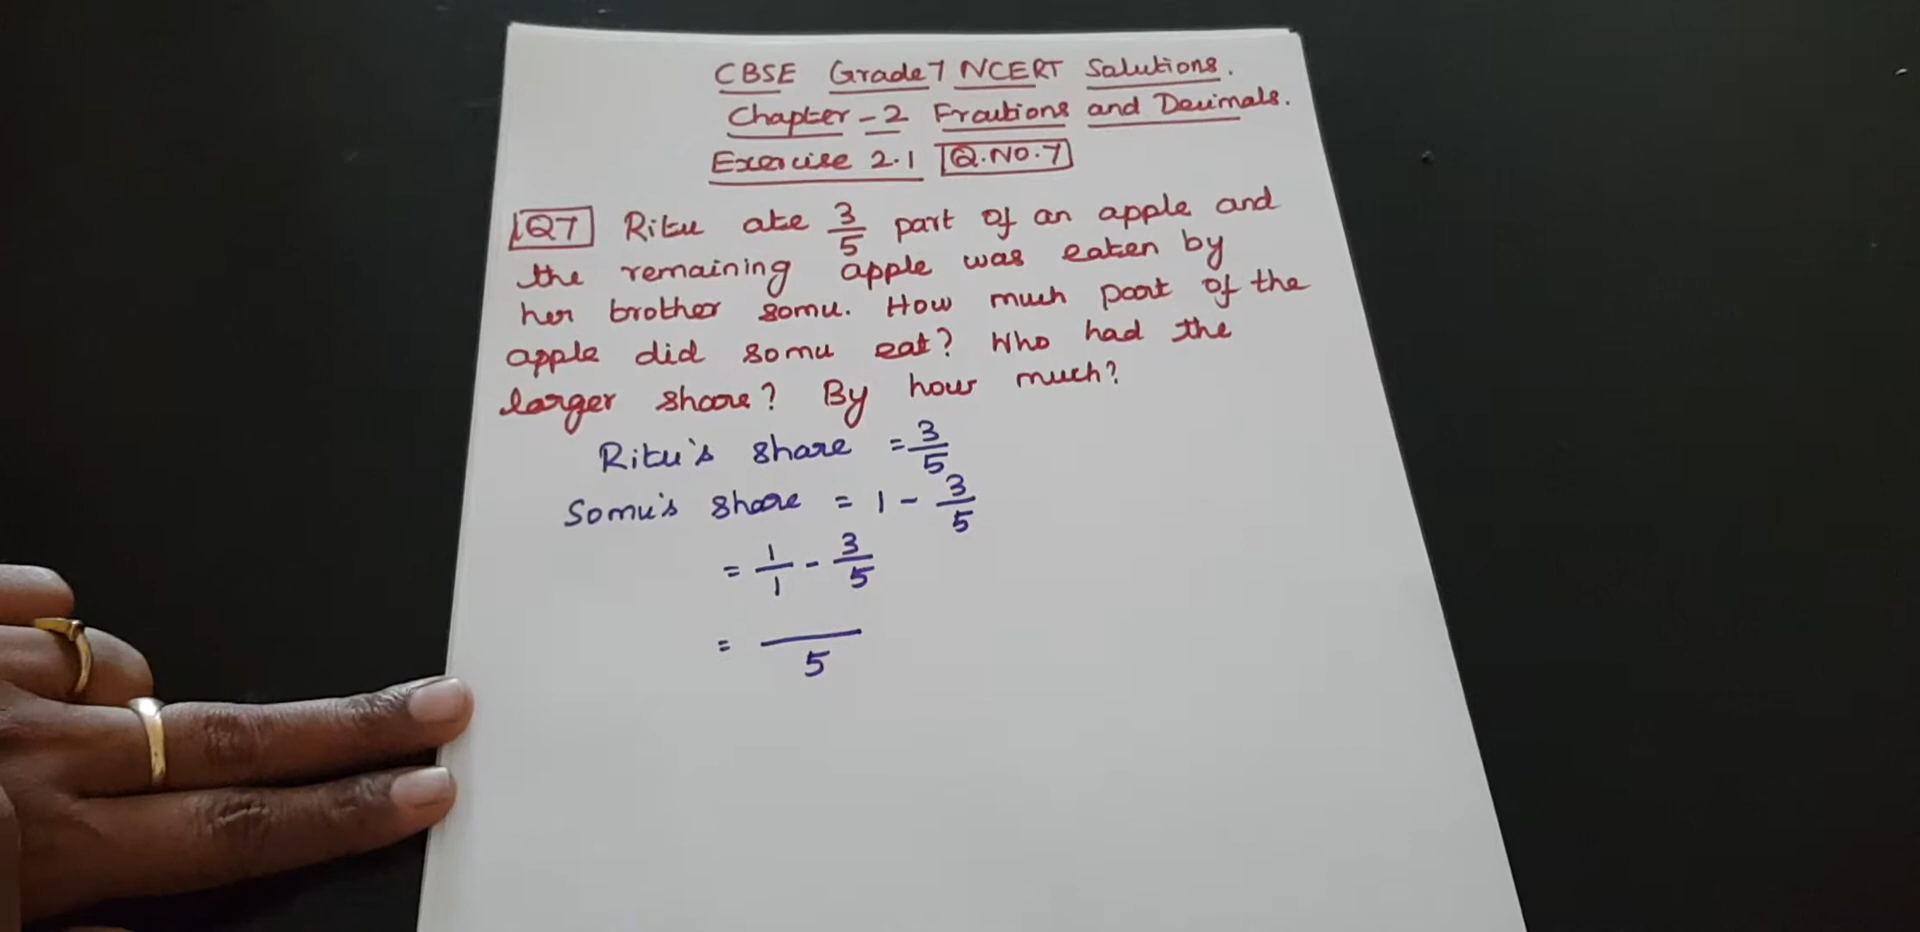 CBSE Grade 7 NCERT Solutions.
Chapter - 2 Fractions and Decimals.
Exercise 2.1 Q.NO.7
Q7 Ritu ate 3/5 part of an apple and
the remaining apple was eaten by
her brother somu. How much part of the
apple did somu eat? Who had the
larger share? By how much?
Ritu's share = 3/5
Somu's share = 1 - 3/5
= 1/1 - 3/5
= /5